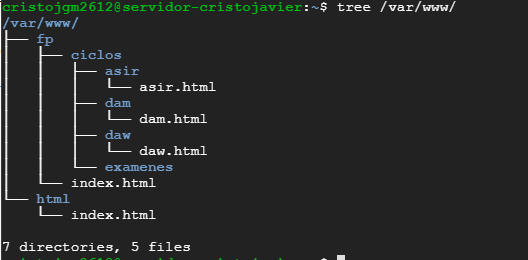 cristojgm2612@servidor-cristojavier:~$ tree /var/www/
/var/www/
├── fp
│   ├── ciclos
│   │   ├── asir
│   │   │   └── asir.html
│   │   ├── dam
│   │   │   └── dam.html
│   │   ├── daw
│   │   │   └── daw.html
│   │   └── examenes
│   └── index.html
└── html
    └── index.html
7 directories, 5 files